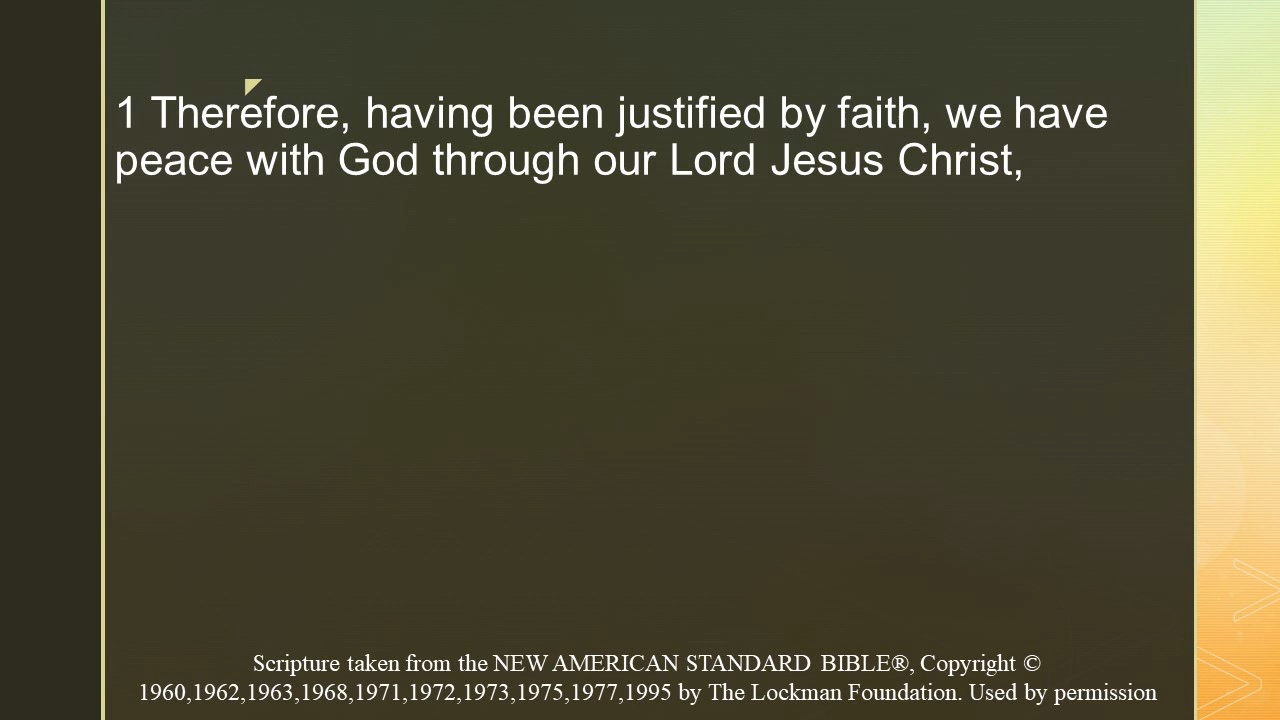 1 Therefore, having been justified by faith, we have
peace with God through our Lord Jesus Christ,
Scripture taken from the NEW AMERICAN STANDARD BIBLE®, Copyright ©
1960,1962,1963,1968,1971,1972,1973,1975,1977,1995 by The Lockman Foundation. Used by permission